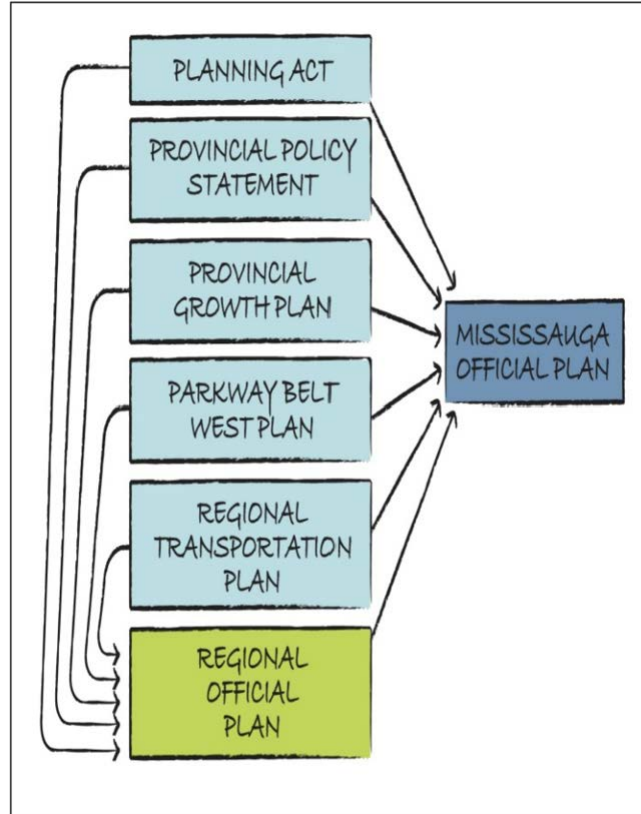 PLANNING ACT
PROVINCIAL POLICY
STATEMENT
PROVINCIAL
GROWTH PLAN
MISSISSAUGA
OFFICIAL PLAN
PARKWAY BELT
WEST PLAN
REGIONAL
TRANSPORTATION
PLAN
REGIONAL
OFFICIAL
PLAN